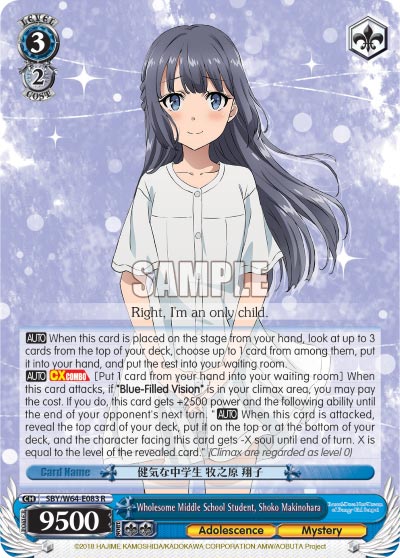 LEVEL
3
2
COST
SAMPLE
Right, I'm an only child.
AUTO When this card is placed on the stage from your hand, look at up to 3
cards from the top of your deck, choose up to 1 card from among them, put
it into your hand, and put the rest into your waiting room.
AUTO CXCOMBO [Put 1 card from your hand into your waiting room] When
this card attacks, if "Blue-Filled Vision" is in your climax area, you may pay
the cost. If you do, this card gets +2500 power and the following ability until
the end of your opponent's next turn. "AUTO When this card is attacked,
reveal the top card of your deck, put it on the top or at the bottom of your
deck, and the character facing this card gets -X soul until end of turn. X is
equal to the level of the revealed card." (Climax are regarded as level 0)
Card Name 健気な中学生 牧之原 翔子
CH SBY/W64-E083 R
Wholesome Middle School Student, Shoko Makinohara
POWER 9500 SOUL
Adolescence Mystery
©2018 HAJIME KAMOSHIDA/KADOKAWA CORPORATION AMW/AOBUTA Project